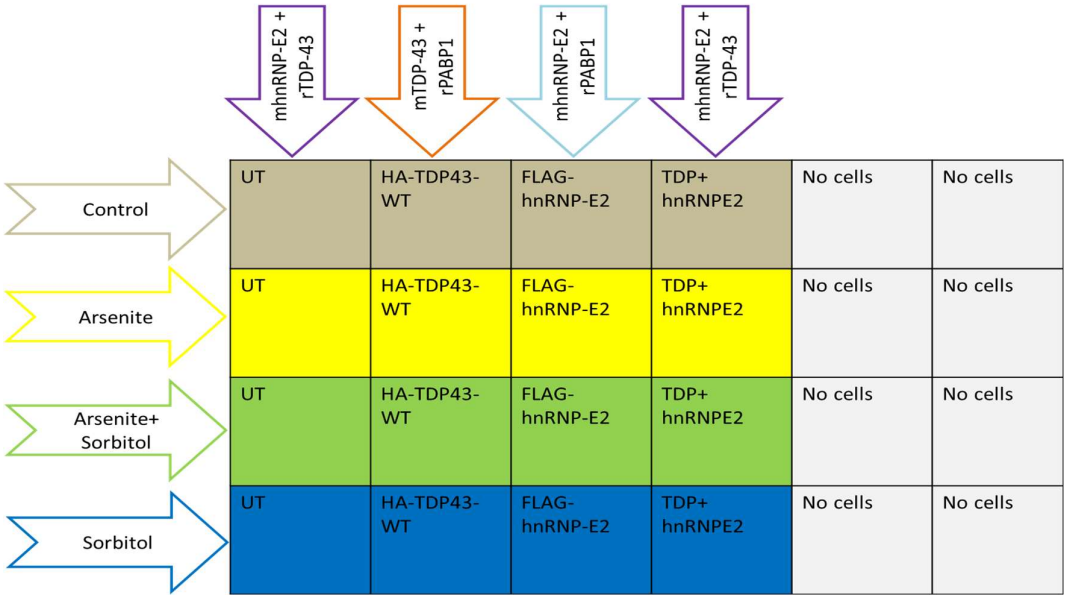 mhnRNP-E2 +
rTDP-43
mTDP-43 +
rPABP1
mhnRNP-E2 +
rPABP1
mhnRNP-E2 +
rTDP-43
Control
UT
HA-TDP43-
WT
FLAG-
hnRNP-E2
TDP+
hnRNPE2
No cells
No cells
Arsenite
UT
HA-TDP43-
WT
FLAG-
hnRNP-E2
TDP+
hnRNPE2
No cells
No cells
Arsenite+
Sorbitol
UT
HA-TDP43-
WT
FLAG-
hnRNP-E2
TDP+
hnRNPE2
No cells
No cells
Sorbitol
UT
HA-TDP43-
WT
FLAG-
hnRNP-E2
TDP+
hnRNPE2
No cells
No cells